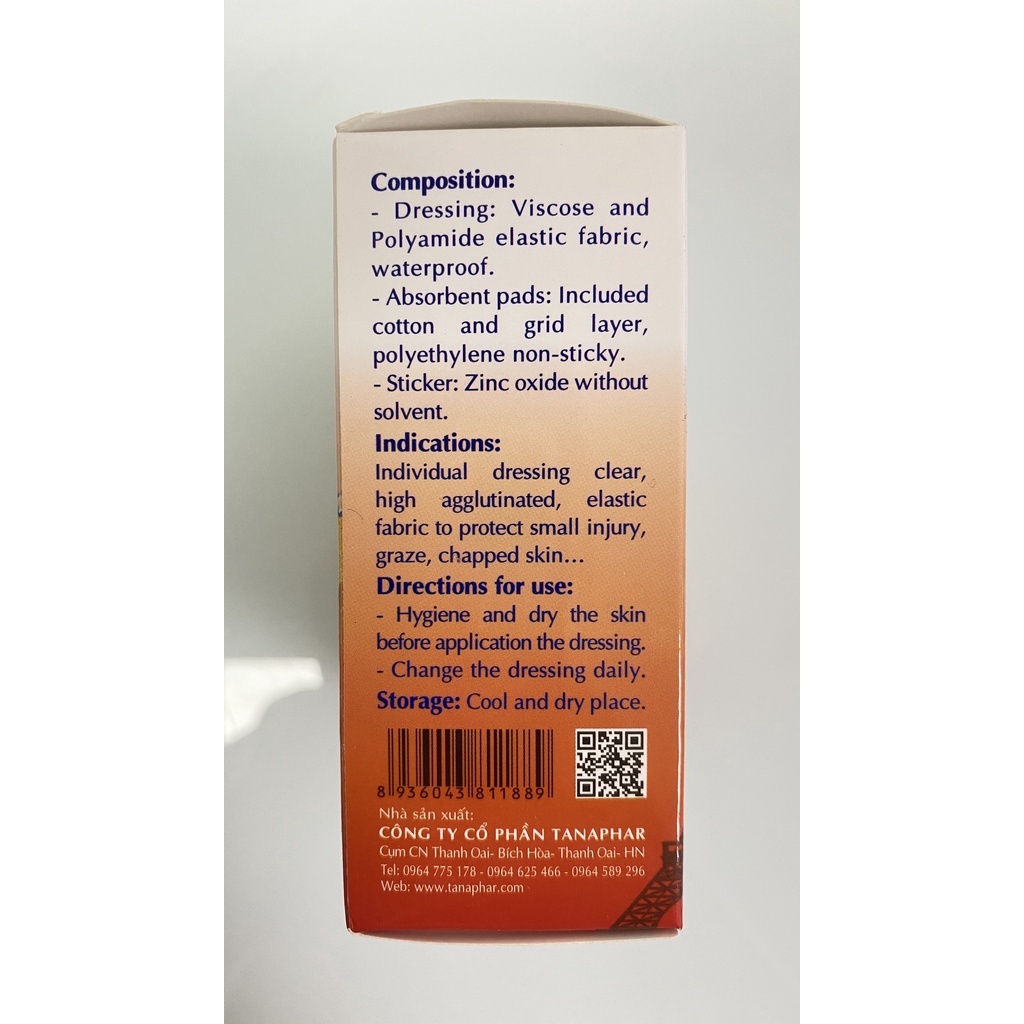 Composition:
- Dressing: Viscose and
Polyamide elastic fabric,
waterproof.
- Absorbent pads: Included
cotton and grid layer,
polyethylene non-sticky.
- Sticker: Zinc oxide without
solvent.
Indications:
Individual dressing clear,
high agglutinated, elastic
fabric to protect small injury,
graze, chapped skin...
Directions for use:
- Hygiene and dry the skin
before application the dressing.
- Change the dressing daily.
Storage: Cool and dry place.
8 936043 811889
Nhà sản xuất:
CÔNG TY CỔ PHẦN TANAPHAR
Cụm CN Thanh Oai- Bích Hòa- Thanh Oai- HN
Tel: 0964 775 178 - 0964 625 466 - 0964 589 296
Web: www.tanaphar.com